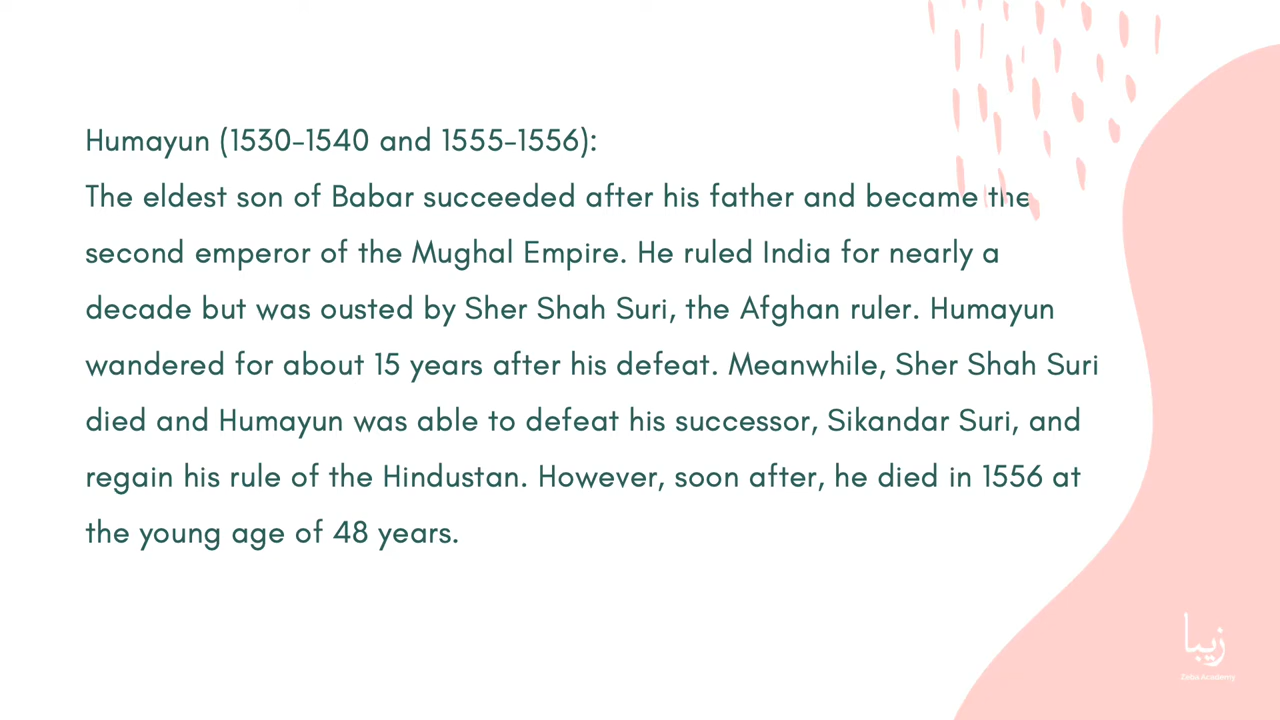 Humayun (1530-1540 and 1555-1556):
The eldest son of Babar succeeded after his father and became the
second emperor of the Mughal Empire. He ruled India for nearly a
decade but was ousted by Sher Shah Suri, the Afghan ruler. Humayun
wandered for about 15 years after his defeat. Meanwhile, Sher Shah Suri
died and Humayun was able to defeat his successor, Sikandar Suri, and
regain his rule of the Hindustan. However, soon after, he died in 1556 at
the young age of 48 years.
زیبا
Zeba Academy